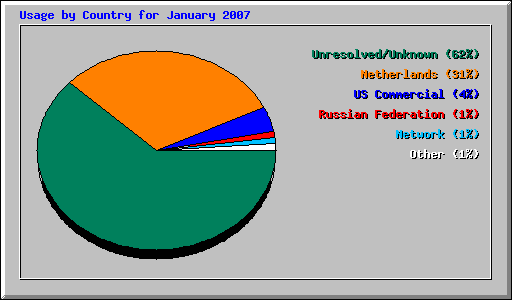 Usage by Country for January 2007
Unresolved/Unknown (62%)
Netherlands (31%)
US Commercial (4%)
Russian Federation (1%)
Network (1%)
Other (1%)